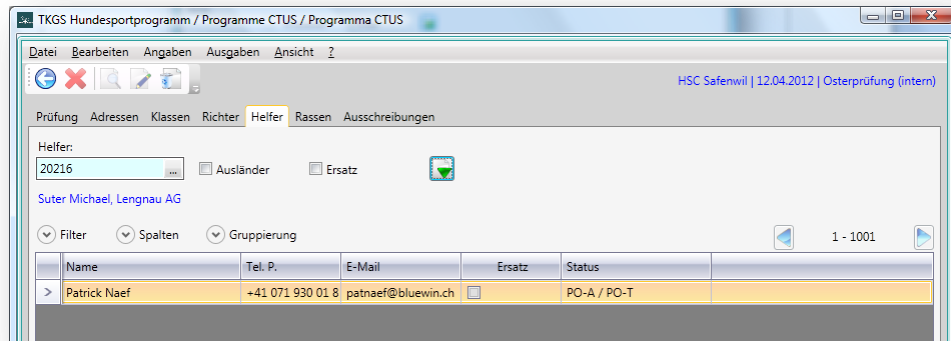 TKGS Hundesportprogramm / Programme CTUS / Programma CTUS
Datei Bearbeiten Angaben Ausgaben Ansicht ?
HSC Safenwil | 12.04.2012 | Osterprüfung (intern)
Prüfung Adressen Klassen Richter Helfer Rassen Ausschreibungen
Helfer:
20216 ... Ausländer Ersatz
Suter Michael, Lengnau AG
Filter Spalten Gruppierung 1 - 1001
Name Tel. P. E-Mail Ersatz Status
> Patrick Naef +41 071 930 01 8 patnaef@bluewin.ch PO-A / PO-T